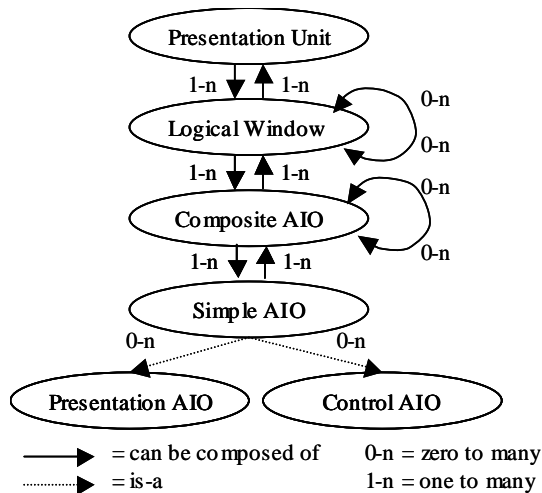 Presentation Unit
1-n 1-n
0-n
Logical Window
0-n
1-n 1-n
0-n
Composite AIO
0-n
1-n 1-n
Simple AIO
0-n 0-n
Presentation AIO Control AIO
= can be composed of 0-n = zero to many
= is-a 1-n = one to many